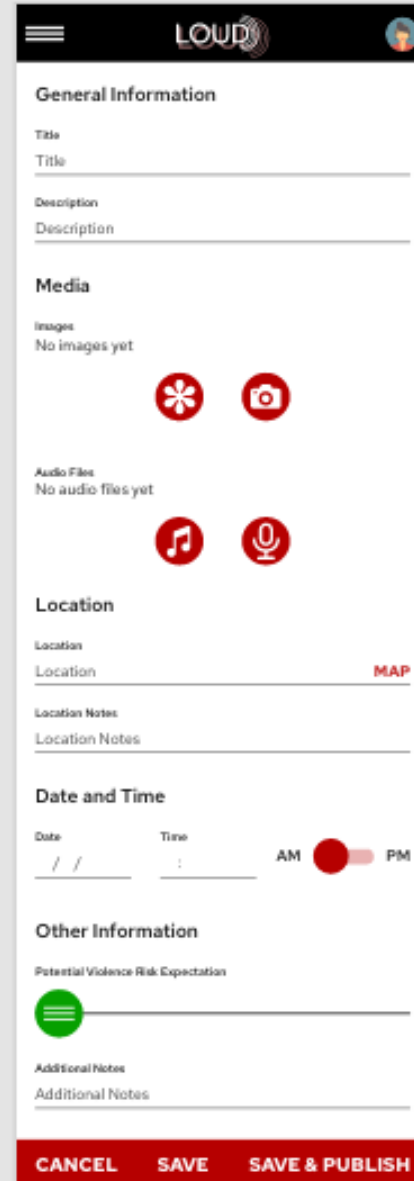 LOUD
General Information
Title
Title
Description
Description
Media
Images
No images yet
Audio Files
No audio files yet
Location
Location
Location MAP
Location Notes
Location Notes
Date and Time
Date Time
/ / : AM PM
Other Information
Potential Violence Risk Expectation
Additional Notes
Additional Notes
CANCEL SAVE SAVE & PUBLISH